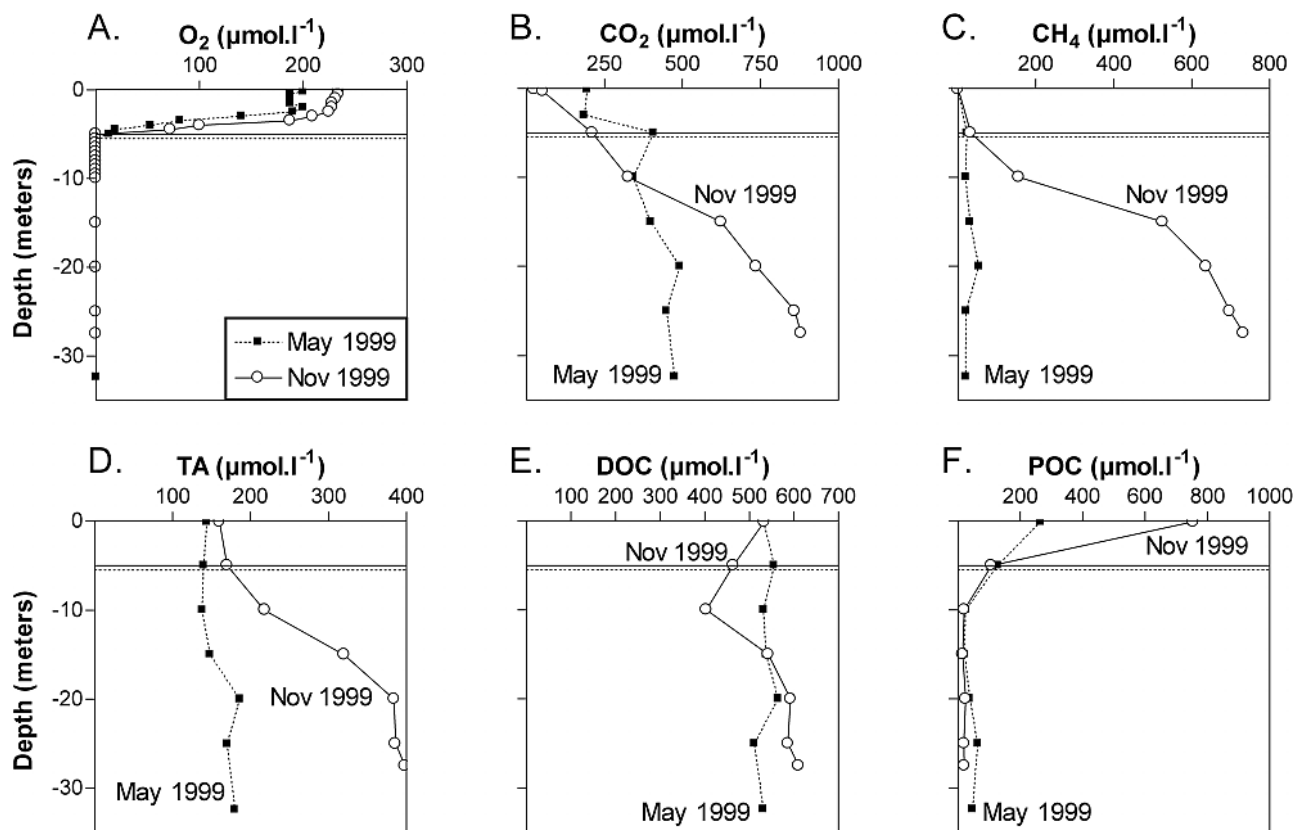 A. O₂ (µmol.l⁻¹)
100 200 300
0
-10
-20
-30
Depth (meters)
May 1999
Nov 1999
B. CO₂ (µmol.l⁻¹)
250 500 750 1000
Nov 1999
May 1999
C. CH₄ (µmol.l⁻¹)
200 400 600 800
Nov 1999
May 1999
D. TA (µmol.l⁻¹)
100 200 300 400
0
-10
-20
-30
Depth (meters)
Nov 1999
May 1999
E. DOC (µmol.l⁻¹)
100 200 300 400 500 600 700
Nov 1999
May 1999
F. POC (µmol.l⁻¹)
200 400 600 800 1000
Nov 1999
May 1999